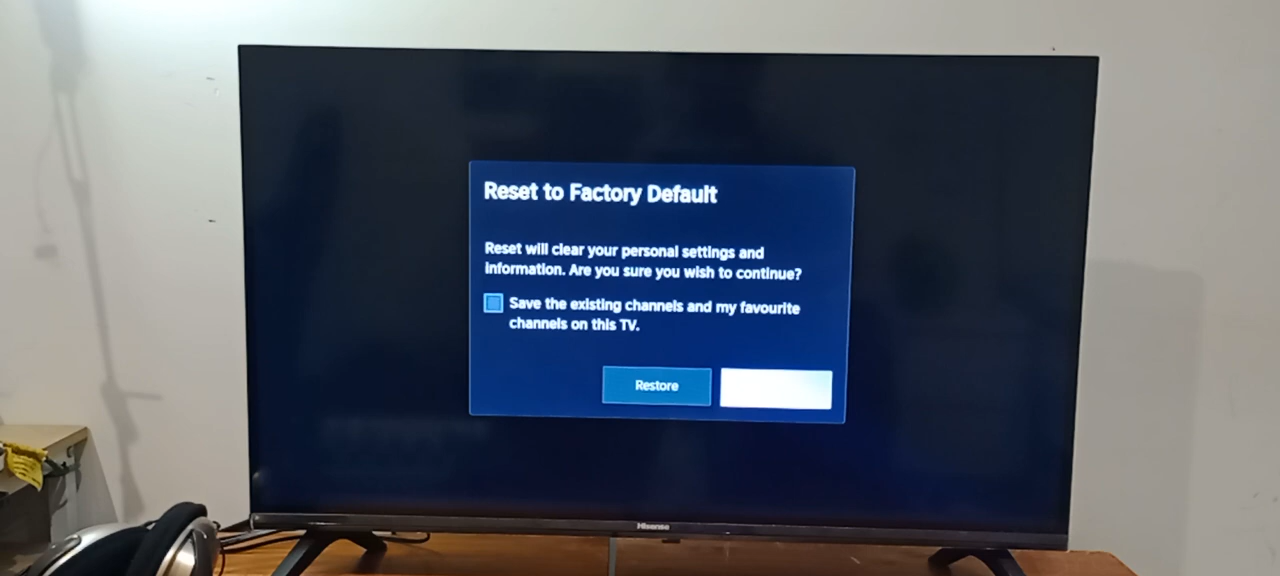 Reset to Factory Default
Reset will clear your personal settings and
information. Are you sure you wish to continue?
Save the existing channels and my favourite
channels on this TV.
Restore
Hisense